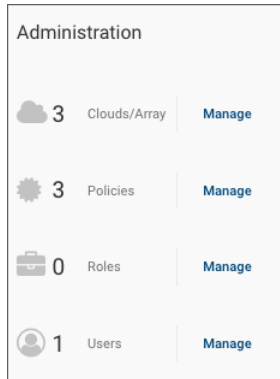 Administration
3 Clouds/Array Manage
3 Policies Manage
0 Roles Manage
1 Users Manage